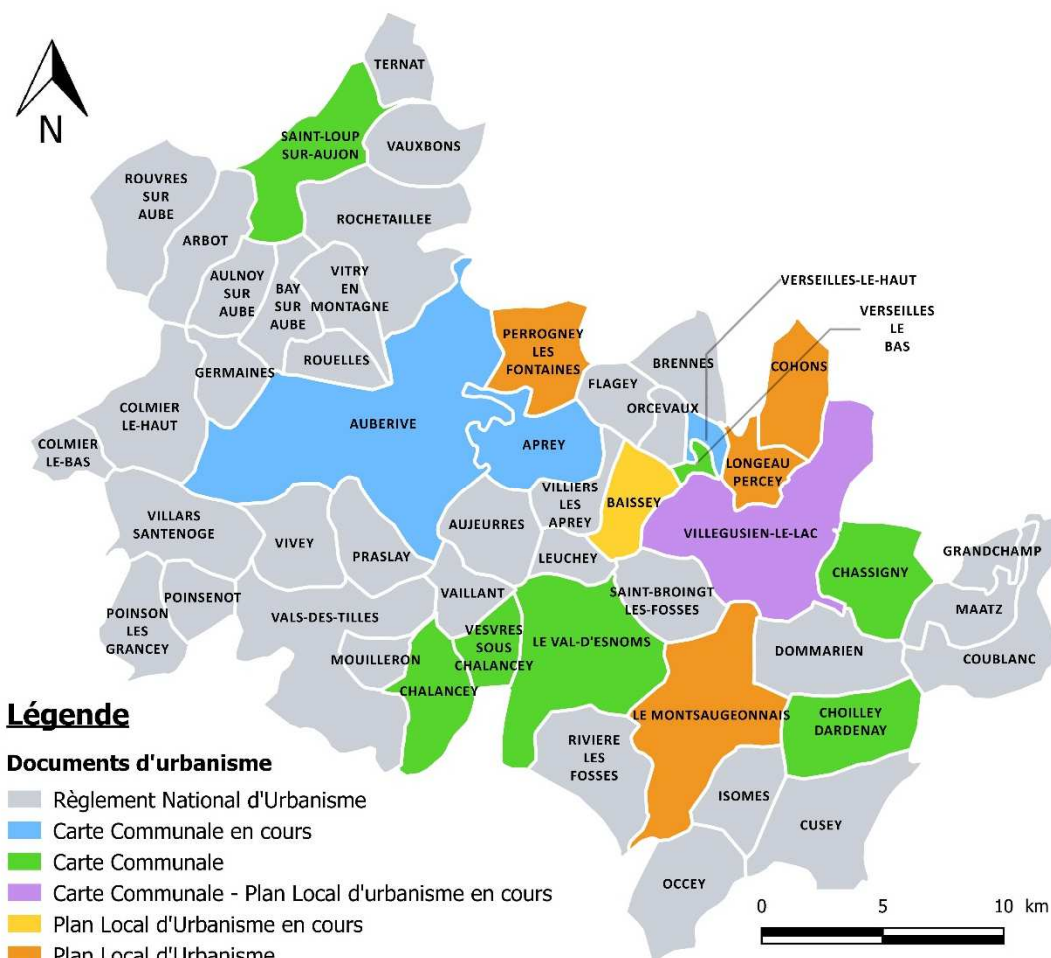 TERNAT
N
SAINT-LOUP
SUR-AUJON
VAUXBONS
ROUVRES
SUR
AUBE
ROCHETAILLEE
ARBOT
AULNOY
SUR
AUBE
BAY
SUR
AUBE
VITRY
EN
MONTAGNE
VERSEILLES-LE-HAUT
VERSEILLES
LE
BAS
PERROGNEY
LES
FONTAINES
ROUELLES
BRENNES
COHONS
GERMAINES
FLAGEY
ORCEVAUX
COLMIER
LE-HAUT
AUBERIVE
APREY
COLMIER
LE-BAS
LONGEAU
PERCEY
VILLIERS
LES
APREY
BAISSEY
VILLARS
SANTENOGE
VIVEY
PRASLAY
AUJEURRES
VILLEGUSIEN-LE-LAC
LEUCHEY
GRANDCHAMP
CHASSIGNY
POISENOT
POINSON
LES
GRANCEY
VALS-DES-TILLES
VAILLANT
SAINT-BROINGT
LES-FOSSES
MAATZ
VESVRES
SOUS
CHALANCEY
LE VAL-D'ESNOMS
DOMMARIEN
COUBLANC
MOUILLERON
CHALANCEY
LE MONTSAUGEONNAIS
CHOILLEY
DARDENAY
RIVIERE
LES
FOSSES
ISOMES
CUSEY
OCCEY
Légende
Documents d'urbanisme
Règlement National d'Urbanisme
Carte Communale en cours
Carte Communale
Carte Communale - Plan Local d'urbanisme en cours
Plan Local d'Urbanisme en cours
Plan Local d'Urbanisme
0 5 10 km